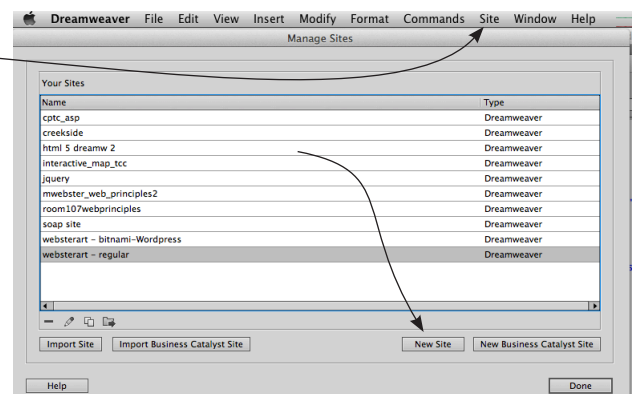 Dreamweaver File Edit View Insert Modify Format Commands Site Window Help
Manage Sites
Your Sites
Name Type
cptc_asp Dreamweaver
creekside Dreamweaver
html 5 dreamw 2 Dreamweaver
interactive_map_tcc Dreamweaver
jquery Dreamweaver
mwebster_web_principles2 Dreamweaver
room107webprinciples Dreamweaver
soap site Dreamweaver
websterart – bitnami-Wordpress Dreamweaver
websterart – regular Dreamweaver
Import Site Import Business Catalyst Site New Site New Business Catalyst Site
Help Done